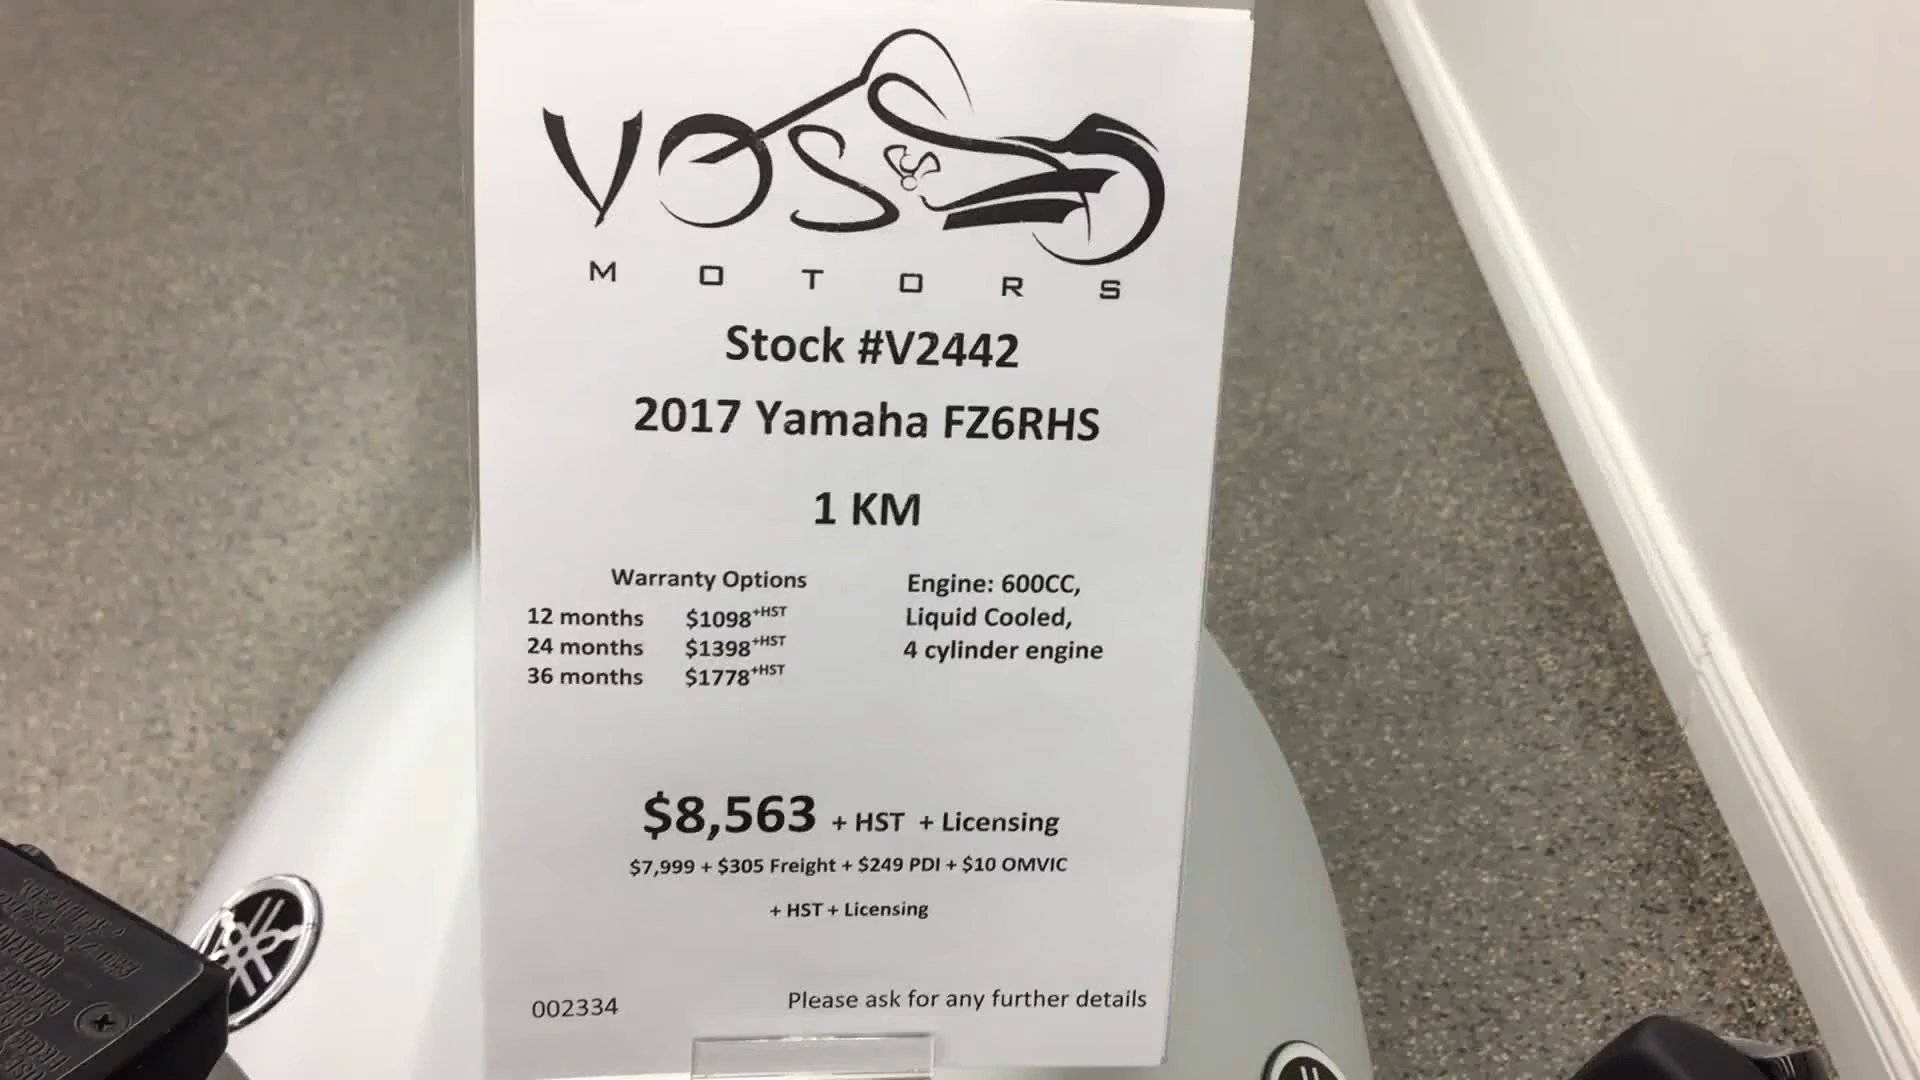 VOS
MOTORS
Stock #V2442
2017 Yamaha FZ6RHS
1 KM
Warranty Options
12 months $1098+HST
24 months $1398+HST
36 months $1778+HST
Engine: 600CC,
Liquid Cooled,
4 cylinder engine
$8,563 + HST + Licensing
$7,999 + $305 Freight + $249 PDI + $10 OMVIC
+ HST + Licensing
002334 Please ask for any further details